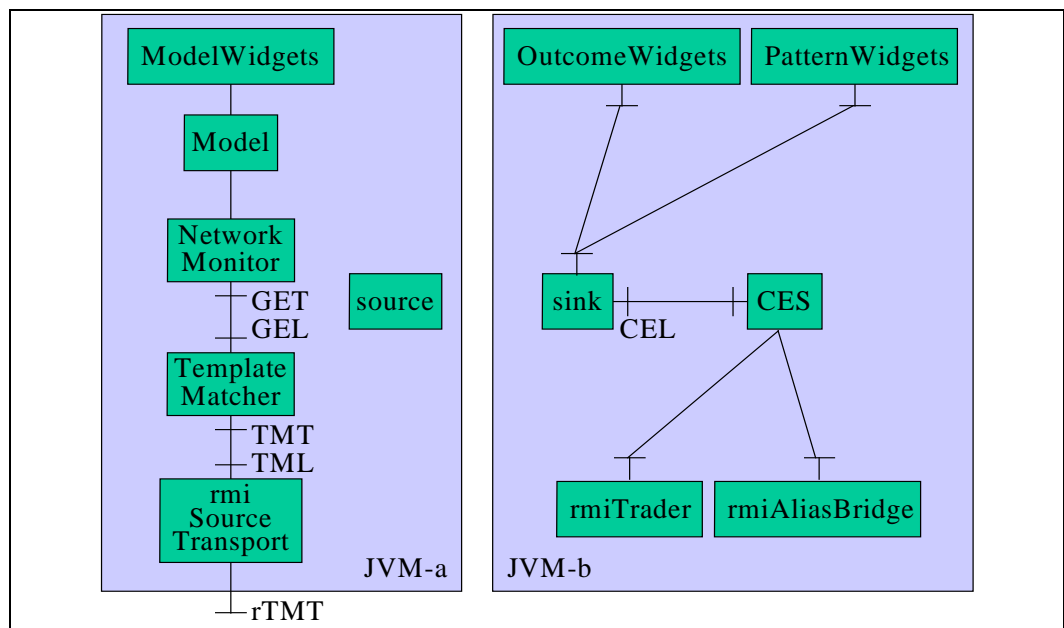 ModelWidgets
Model
Network
Monitor
GET
GEL
source
Template
Matcher
TMT
TML
rmi
Source
Transport
JVM-a
rTMT
OutcomeWidgets
PatternWidgets
sink
CEL
CES
rmiTrader
rmiAliasBridge
JVM-b